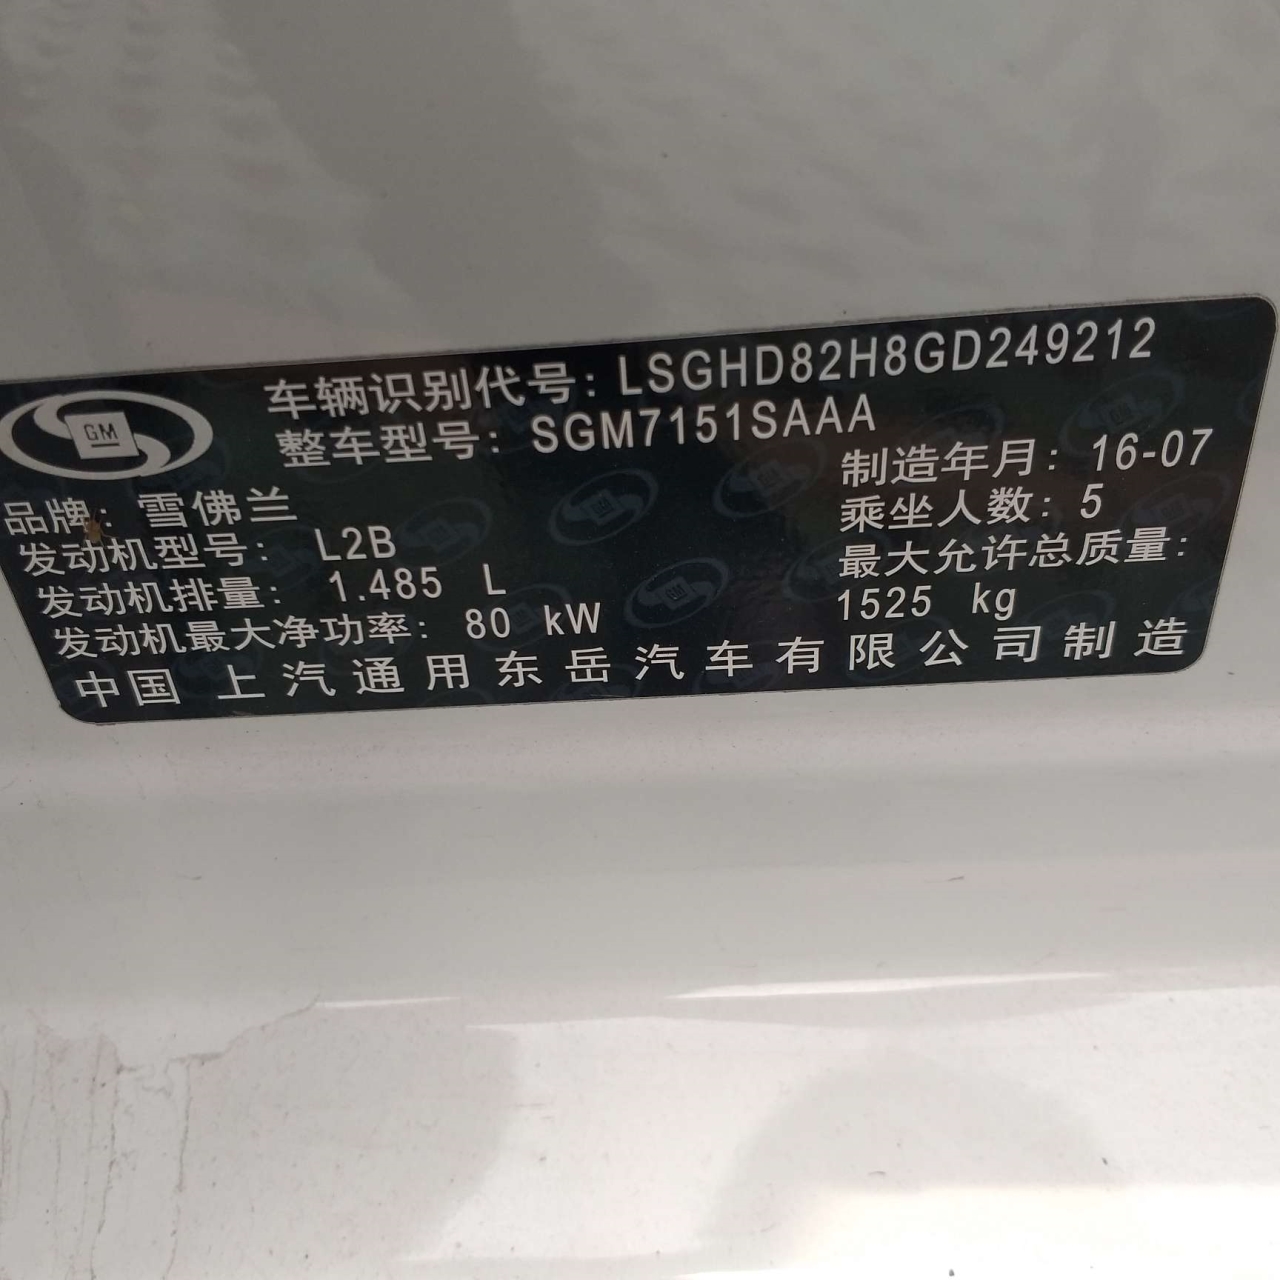 车辆识别代号: LSGHD82H8GD249212
整车型号: SGM7151SAAA
GM
品牌: 雪佛兰
制造年月: 16-07
发动机型号: L2B
乘坐人数: 5
发动机排量: 1.485 L
最大允许总质量:
1525 kg
发动机最大净功率: 80 kW
中国 上汽通用东岳汽车有限公司制造